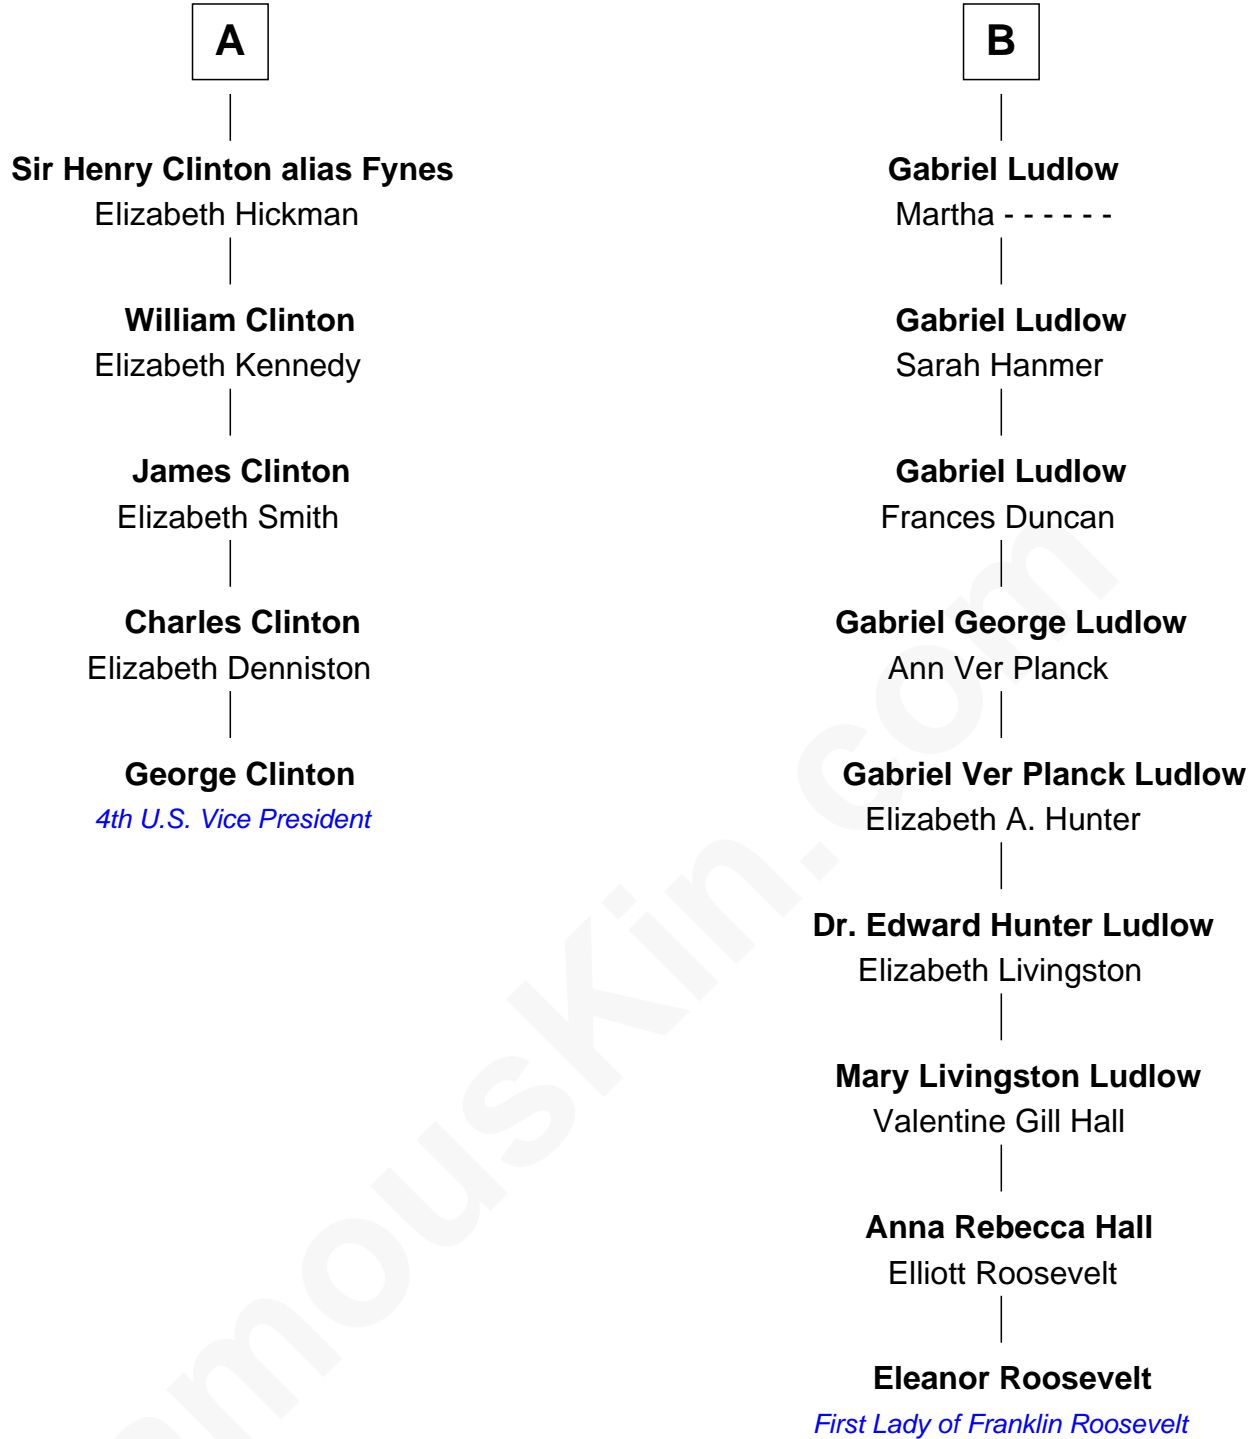 A
Sir Henry Clinton alias Fynes
Elizabeth Hickman
William Clinton
Elizabeth Kennedy
James Clinton
Elizabeth Smith
Charles Clinton
Elizabeth Denniston
George Clinton
4th U.S. Vice President
B
Gabriel Ludlow
Martha - - - - - -
Gabriel Ludlow
Sarah Hanmer
Gabriel Ludlow
Frances Duncan
Gabriel George Ludlow
Ann Ver Planck
Gabriel Ver Planck Ludlow
Elizabeth A. Hunter
Dr. Edward Hunter Ludlow
Elizabeth Livingston
Mary Livingston Ludlow
Valentine Gill Hall
Anna Rebecca Hall
Elliott Roosevelt
Eleanor Roosevelt
First Lady of Franklin Roosevelt